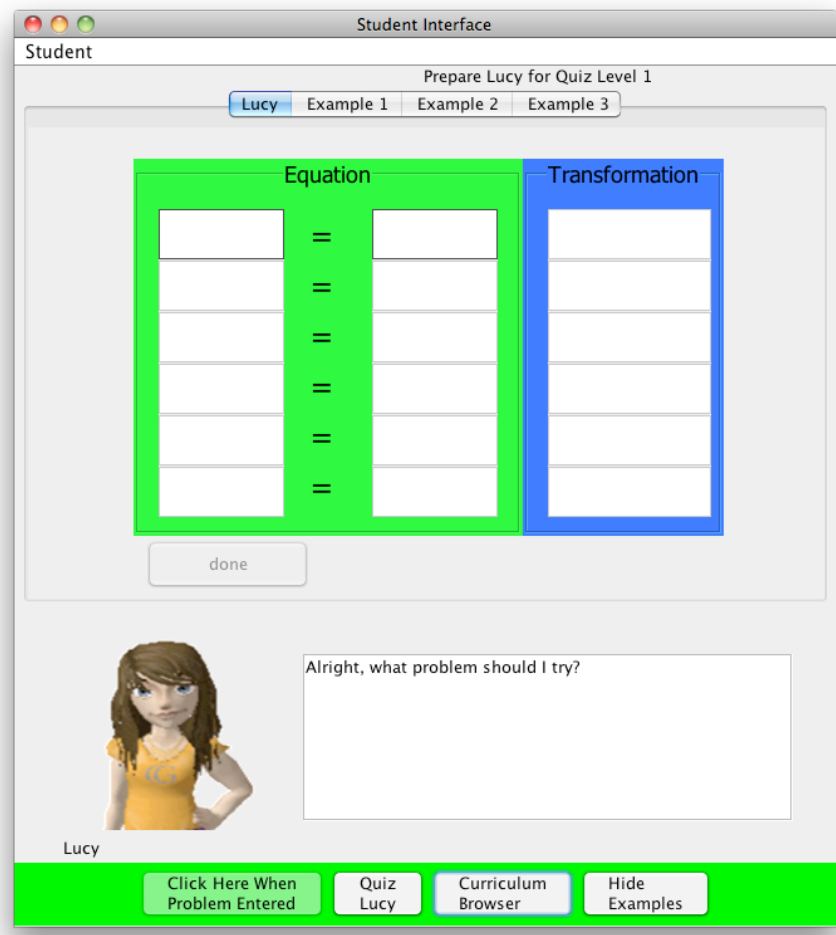 Student Interface
Student
Prepare Lucy for Quiz Level 1
Lucy Example 1 Example 2 Example 3
Equation Transformation
=
=
=
=
=
=
done
Alright, what problem should I try?
Lucy
Click Here When
Problem Entered
Quiz
Lucy
Curriculum
Browser
Hide
Examples